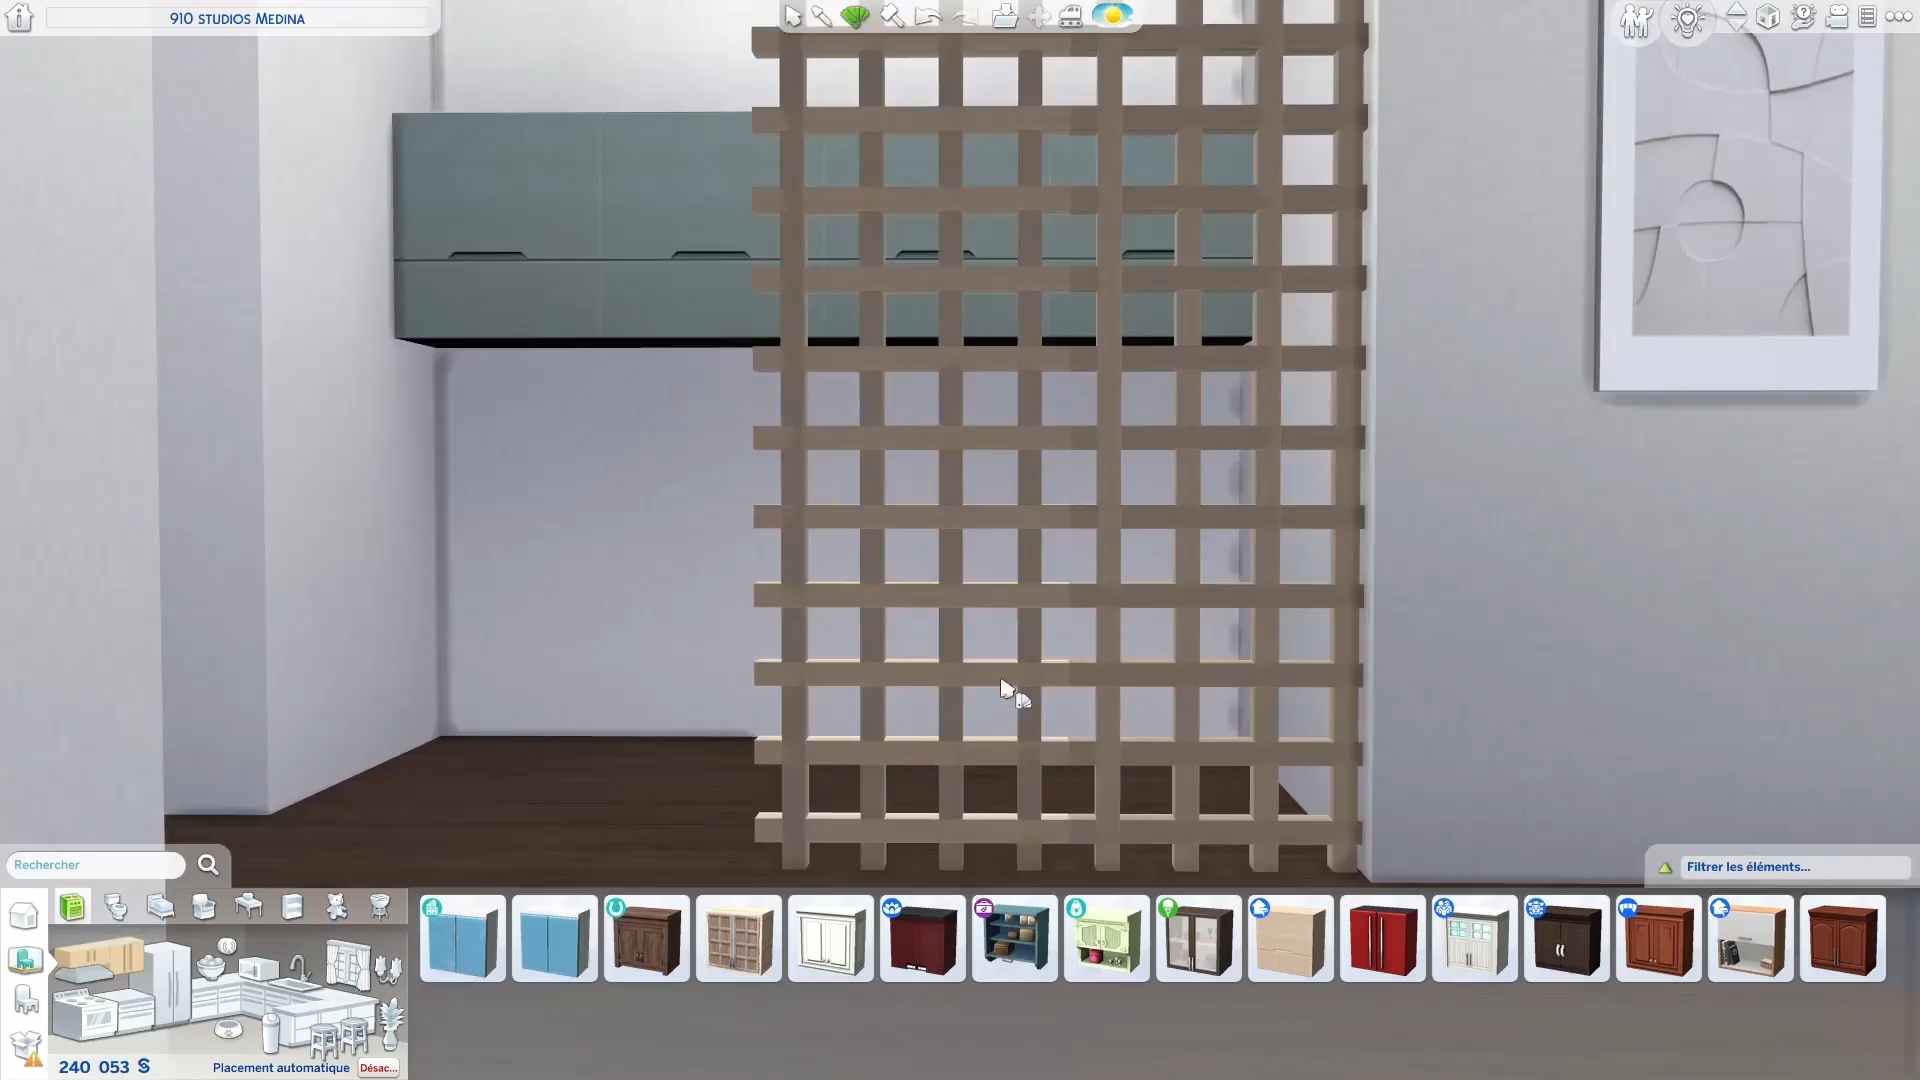 910 STUDIOS MEDINA
Rechercher
Filtrer les éléments...
240 053 §
Placement automatique
Désac...